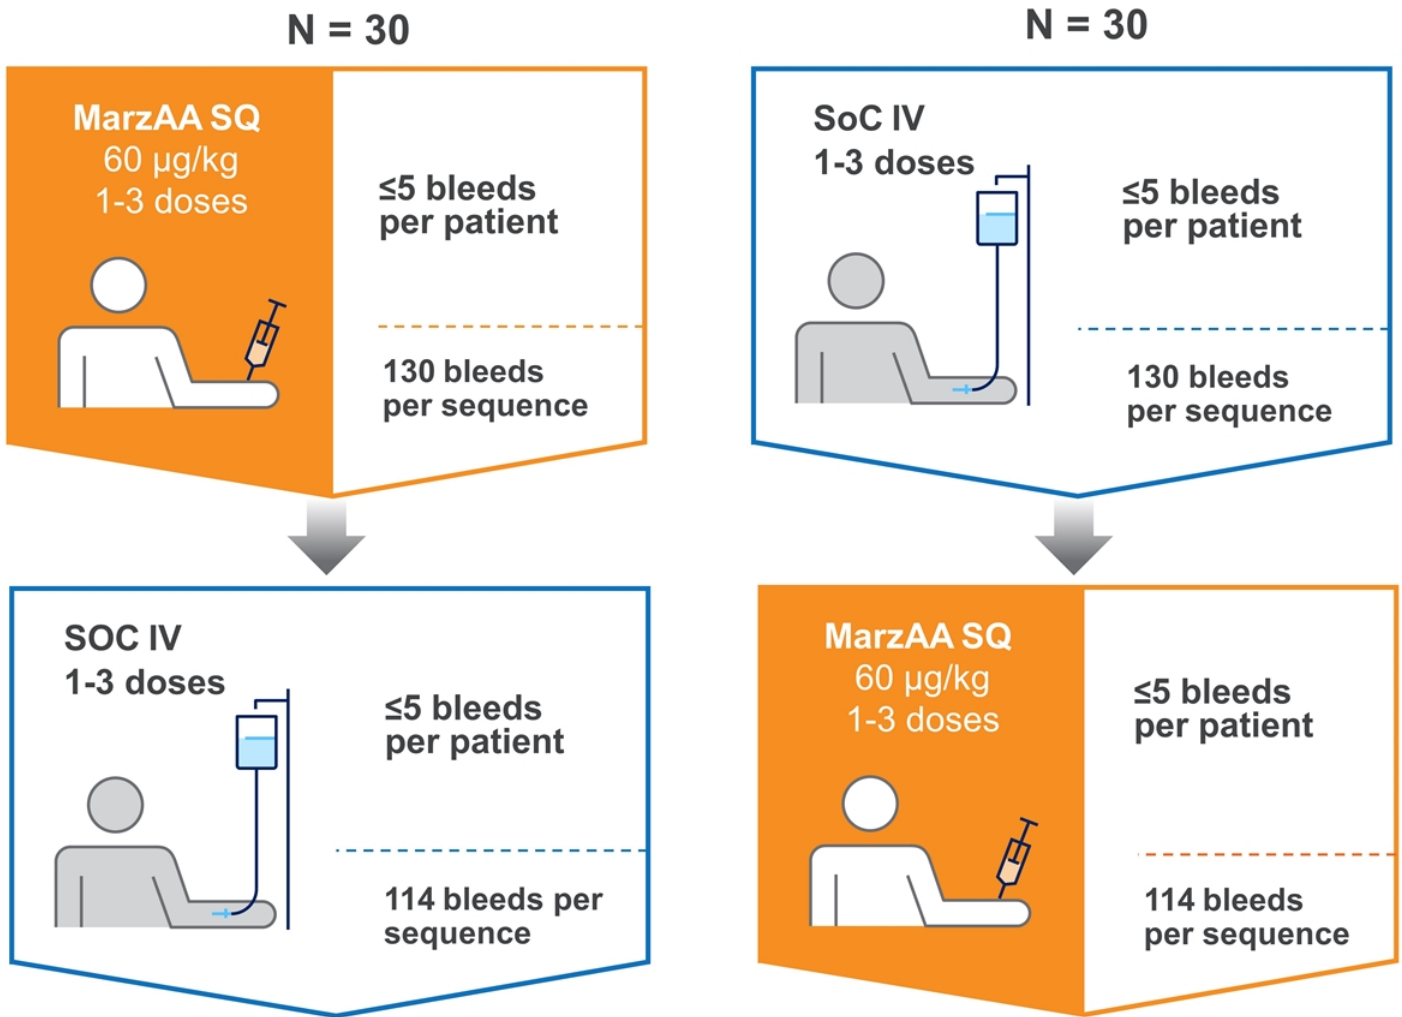 N = 30
MarzAA SQ
60 µg/kg
1-3 doses
≤5 bleeds
per patient
130 bleeds
per sequence
N = 30
SoC IV
1-3 doses
≤5 bleeds
per patient
130 bleeds
per sequence
SOC IV
1-3 doses
≤5 bleeds
per patient
114 bleeds per
sequence
MarzAA SQ
60 µg/kg
1-3 doses
≤5 bleeds
per patient
114 bleeds
per sequence